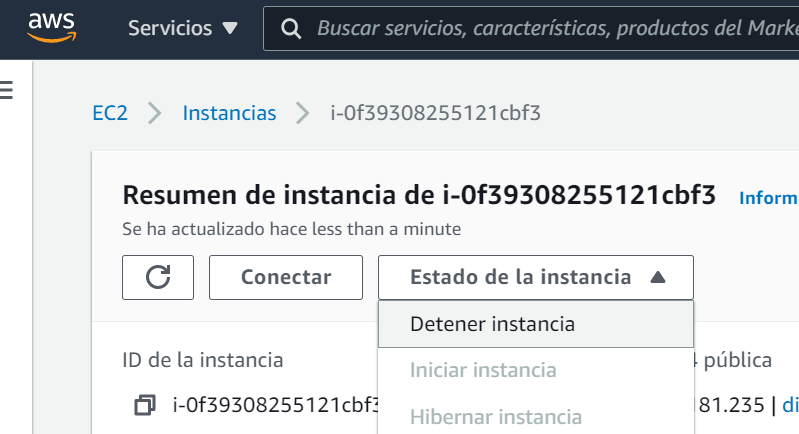 aws Servicios Buscar servicios, características, productos del Marke
EC2 Instancias i-0f39308255121cbf3
Resumen de instancia de i-0f39308255121cbf3 Inform
Se ha actualizado hace less than a minute
Conectar Estado de la instancia
Detener instancia
ID de la instancia pública
Iniciar instancia
i-0f39308255121cbf3 181.235 | di
Hibernar instancia